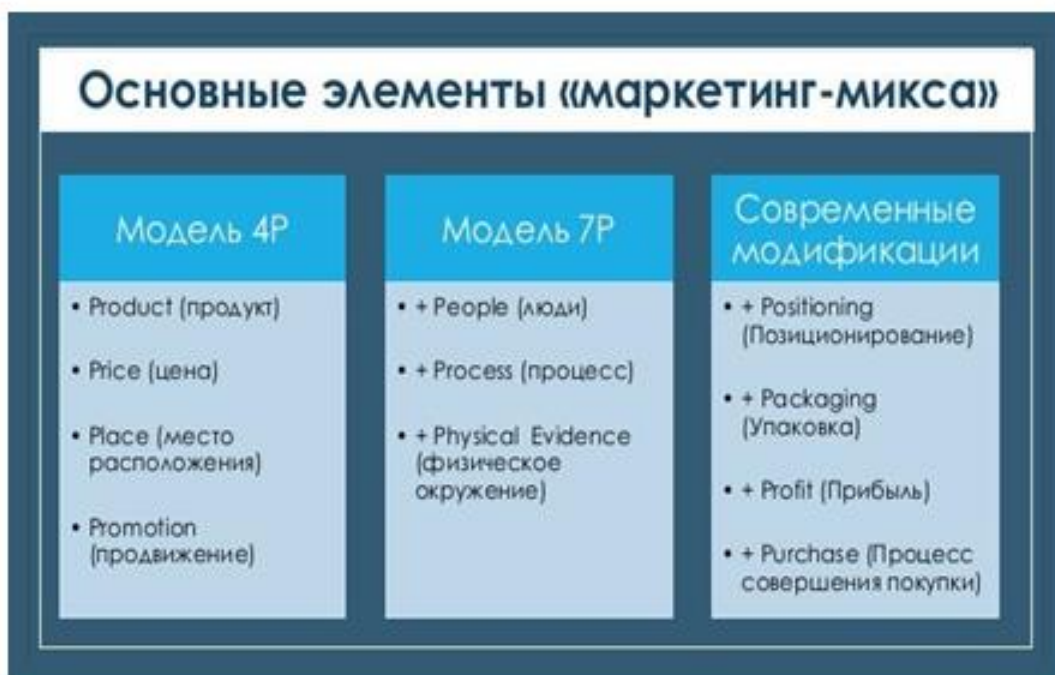 Основные элементы «маркетинг-микса»
Модель 4P
• Product (продукт)
• Price (цена)
• Place (место
расположения)
• Promotion
(продвижение)
Модель 7P
• + People (люди)
• + Process (процесс)
• + Physical Evidence
(физическое
окружение)
Современные
модификации
• + Positioning
(Позиционирование)
• + Packaging
(Упаковка)
• + Profit (Прибыль)
• + Purchase (Процесс
совершения покупки)